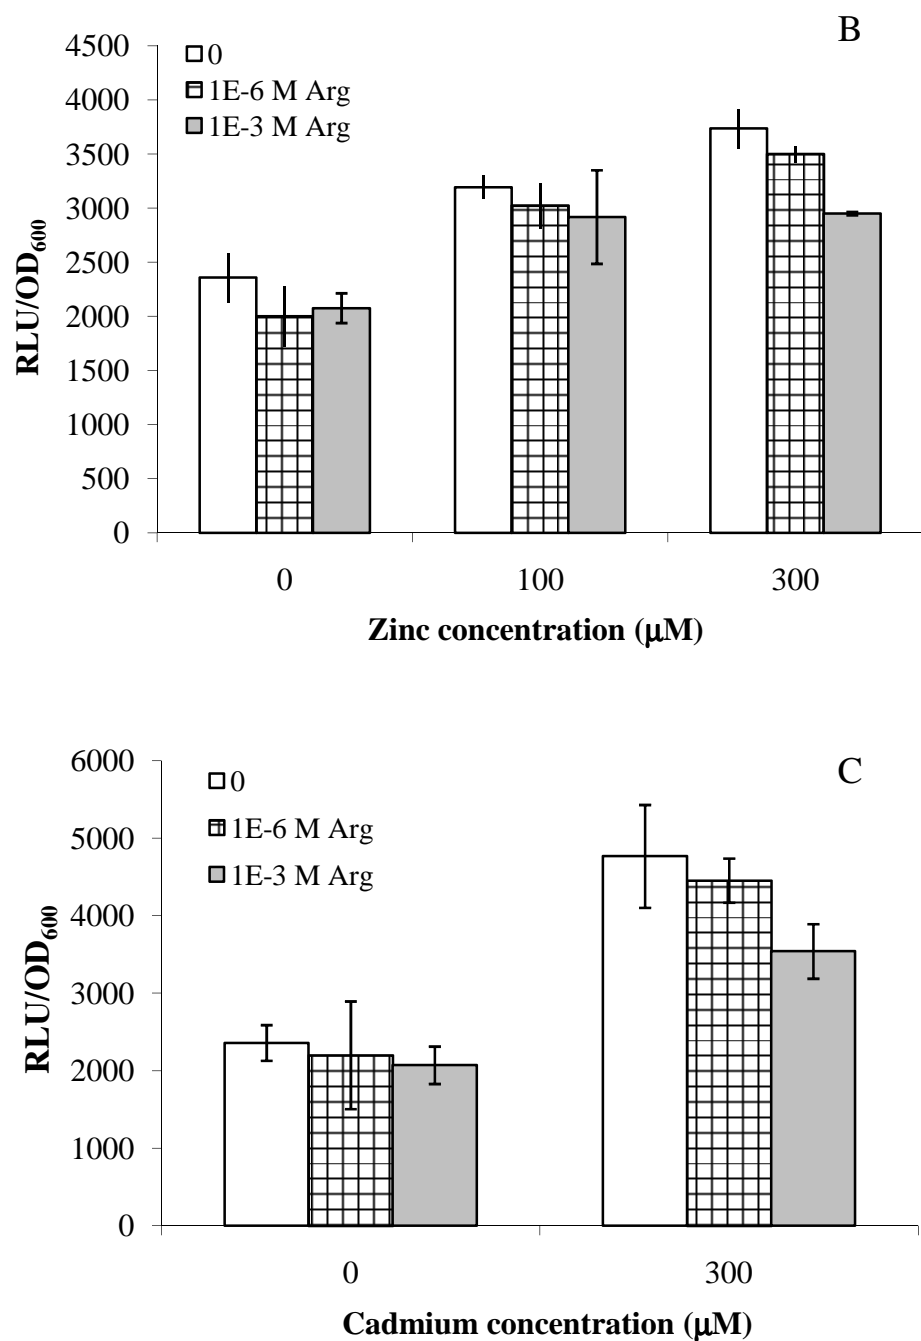 B
4500
4000
3500
3000
2500
2000
1500
1000
500
0
RLU/OD600
0
1E-6 M Arg
1E-3 M Arg
0 100 300
Zinc concentration (μM)
C
6000
5000
4000
3000
2000
1000
0
RLU/OD600
0
1E-6 M Arg
1E-3 M Arg
0 300
Cadmium concentration (μM)